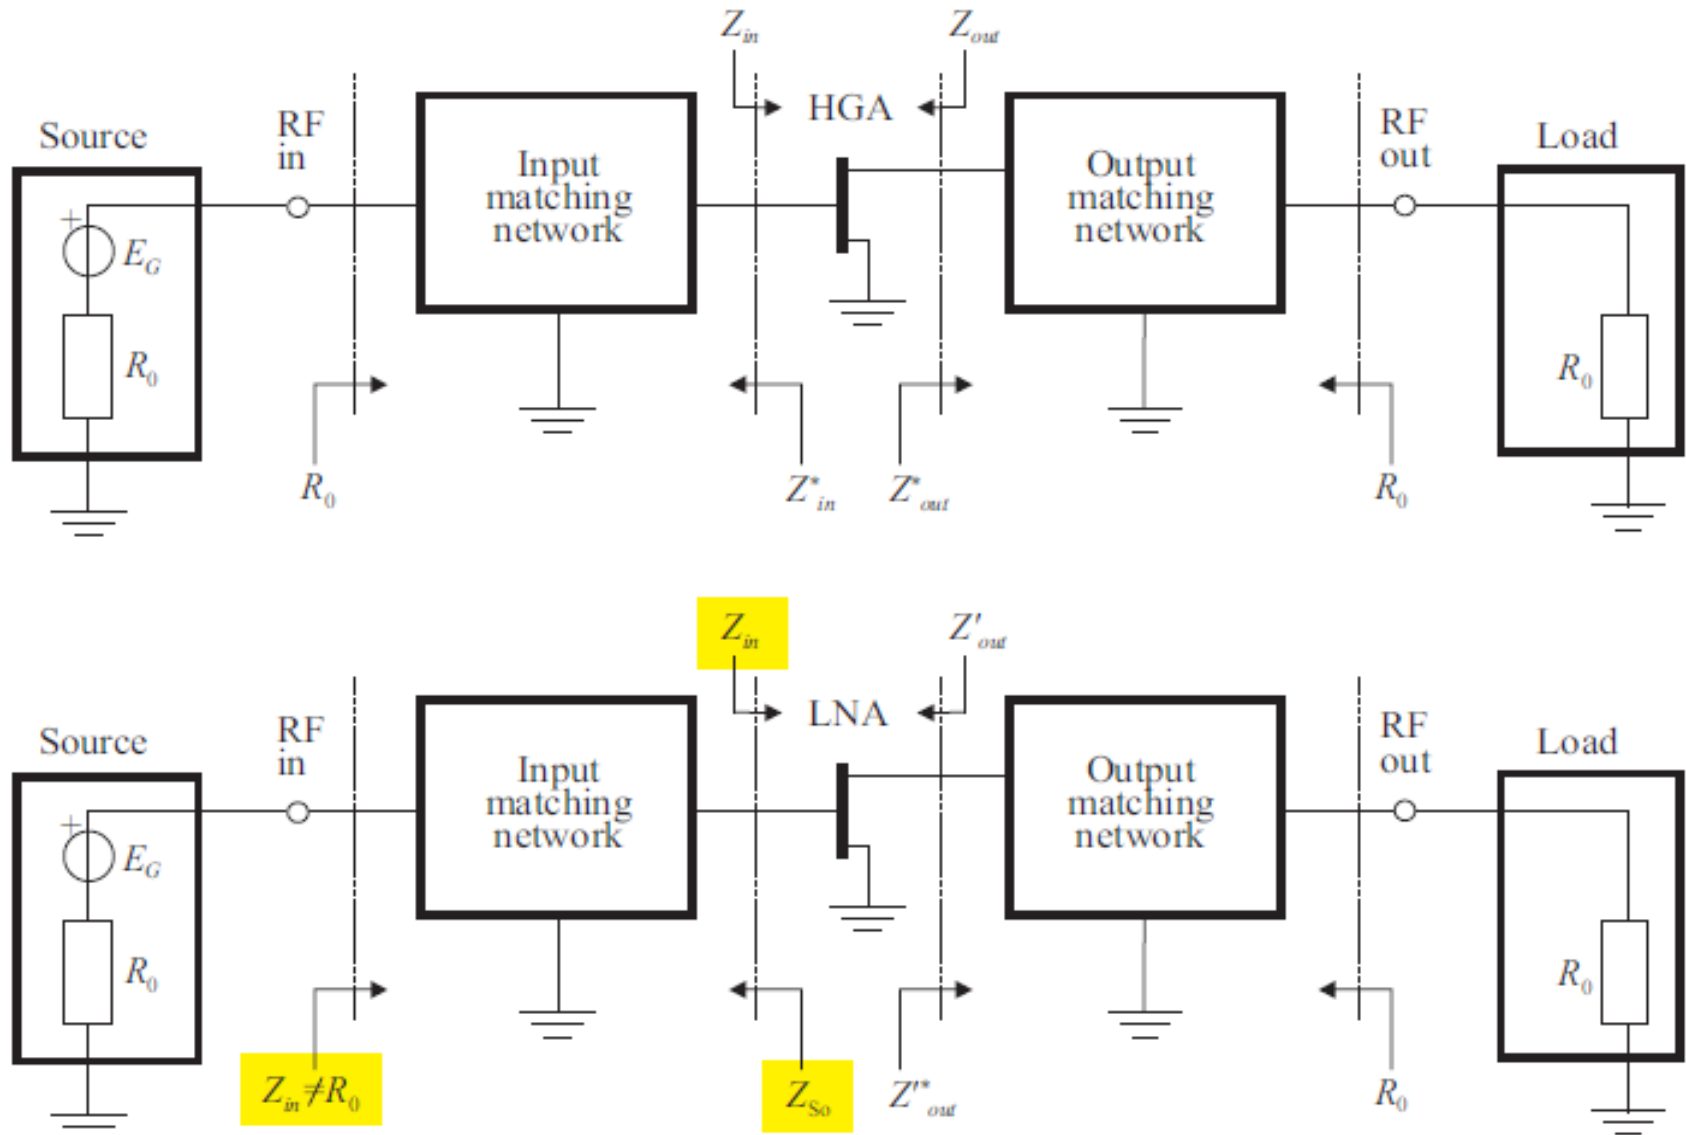 Z_in
Z_out
HGA
Source
RF
in
Input
matching
network
Output
matching
network
RF
out
Load
+
E_G
R_0
R_0
R_0
Z*_in
Z*_out
R_0
Z_in
Z'_out
LNA
Source
RF
in
Input
matching
network
Output
matching
network
RF
out
Load
+
E_G
R_0
R_0
Z_in≠R_0
Z_So
Z'*_out
R_0